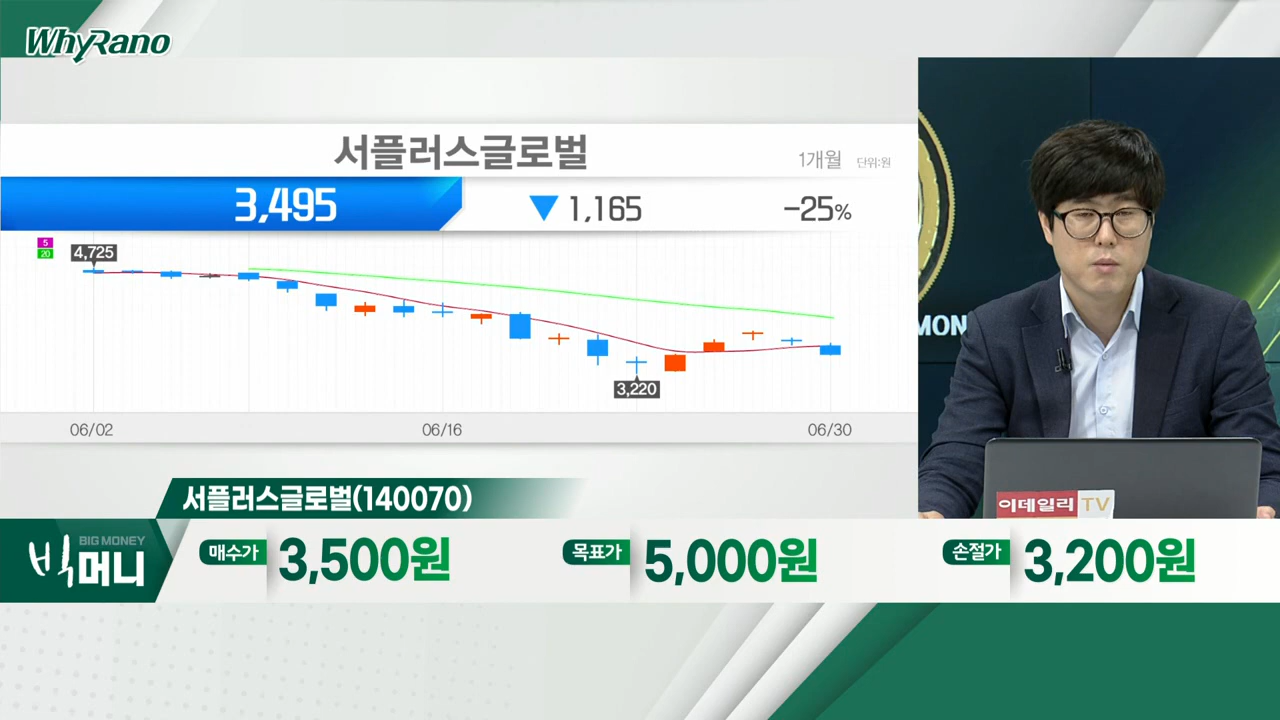 WhyRano
서플러스글로벌
1개월 단위:원
3,495 ▼ 1,165 -25%
5
20
4,725
3,220
06/02 06/16 06/30
MON
이데일리TV
서플러스글로벌(140070)
BIG MONEY
빅머니
매수가 3,500원 목표가 5,000원 손절가 3,200원